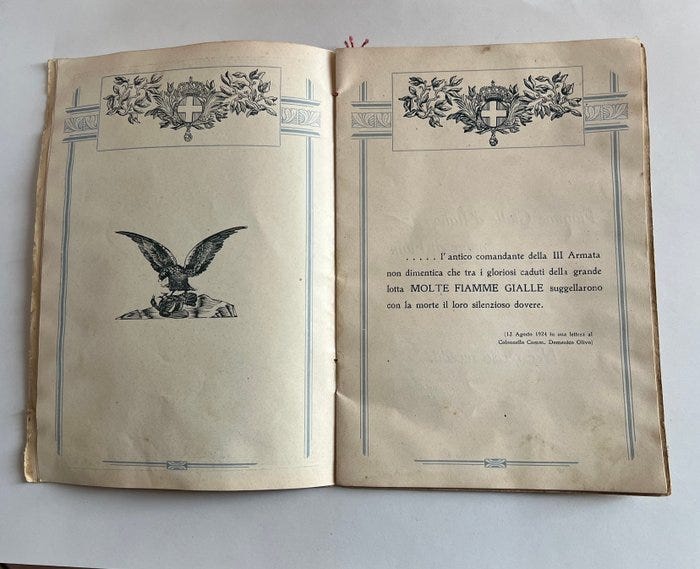 ..... l'antico comandante della III Armata
non dimentica che tra i gloriosi caduti della grande
lotta MOLTE FIAMME GIALLE suggellarono
con la morte il loro silenzioso dovere.
(12 Agosto 1924 in una lettera al
Colonnello Comm. Domenico Olivo)